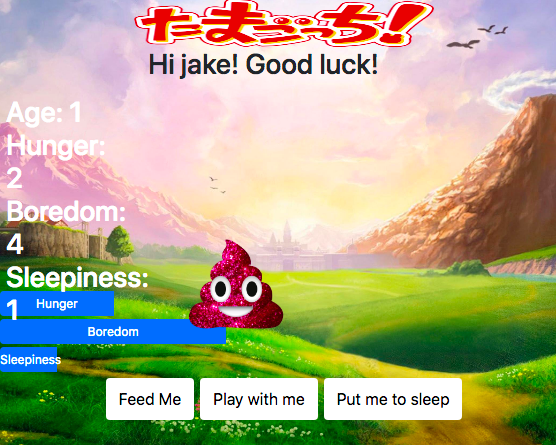 たまごっち!
Hi jake! Good luck!
Age: 1
Hunger:
2
Boredom:
4
Sleepiness:
1
Hunger
Boredom
Sleepiness
Feed Me
Play with me
Put me to sleep